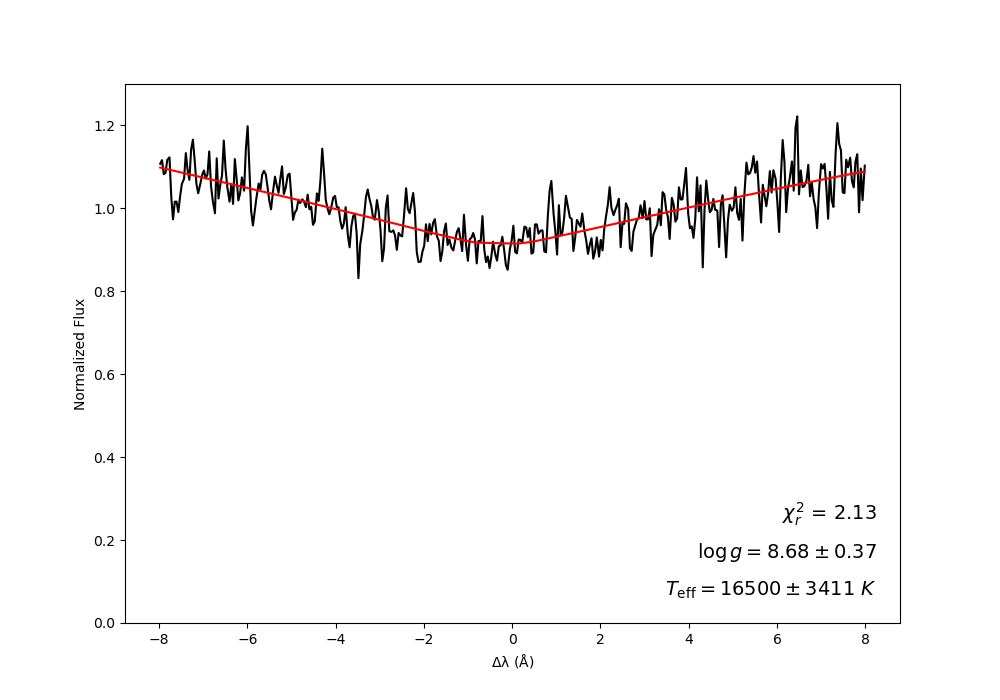 1.2
1.0
0.8
0.6
0.4
0.2
0.0
Normalized Flux
χ²ᵣ = 2.13
log g = 8.68 ± 0.37
T_eff = 16500 ± 3411 K
−8 −6 −4 −2 0 2 4 6 8
Δλ (Å)